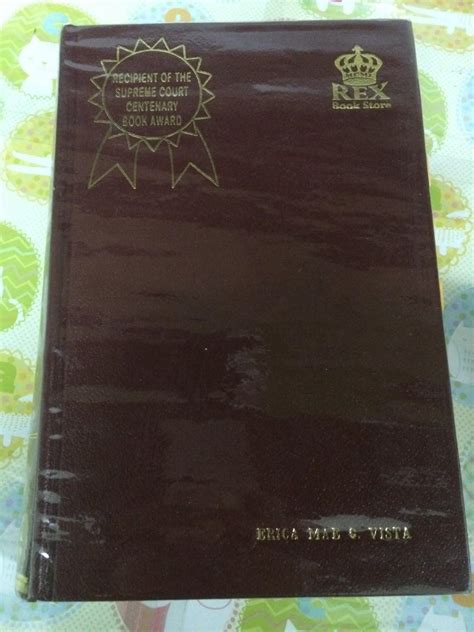 RECIPIENT OF THE
SUPREME COURT
CENTENARY
BOOK AWARD
REX
Book Store
ERICA MAE G. VISTA